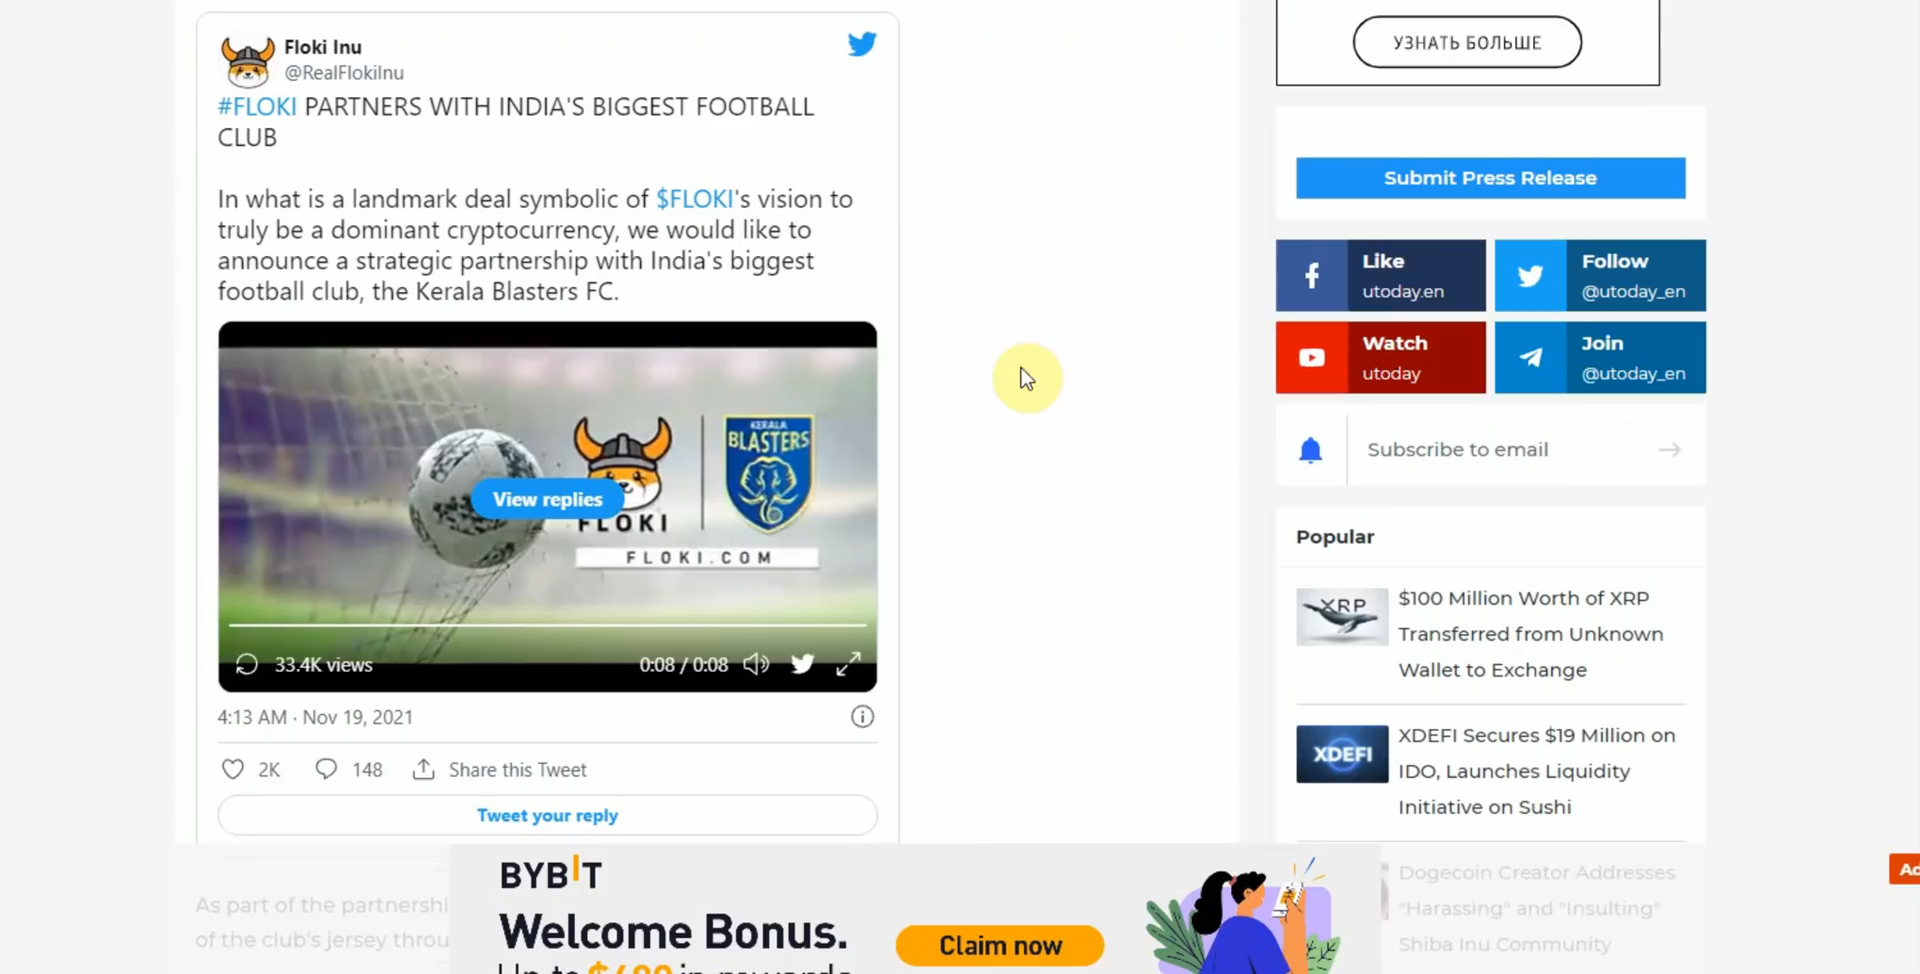 Floki Inu
@RealFlokiInu
#FLOKI PARTNERS WITH INDIA'S BIGGEST FOOTBALL
CLUB
In what is a landmark deal symbolic of $FLOKI's vision to
truly be a dominant cryptocurrency, we would like to
announce a strategic partnership with India's biggest
football club, the Kerala Blasters FC.
KERALA
BLASTERS
View replies
FLOKI
FLOKI.COM
33.4K views
0:08 / 0:08
4:13 AM · Nov 19, 2021
2K
148
Share this Tweet
Tweet your reply
As part of the
of the club's jersey
BYBIT
Welcome Bonus.
Claim now
УЗНАТЬ БОЛЬШЕ
Submit Press Release
Like
utoday.en
Follow
@utoday_en
Watch
utoday
Join
@utoday_en
Subscribe to email
Popular
XRP
$100 Million Worth of XRP
Transferred from Unknown
Wallet to Exchange
XDEFI
XDEFI Secures $19 Million on
IDO, Launches Liquidity
Initiative on Sushi
Dogecoin Creator Addresses
"Harassing" and "Insulting"
Shiba Inu Community